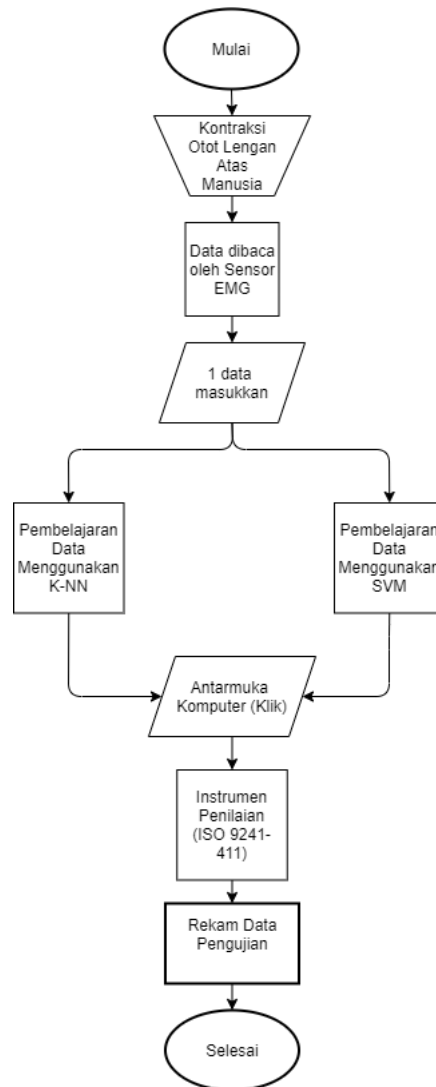 Mulai
Kontraksi
Otot Lengan
Atas
Manusia
Data dibaca
oleh Sensor
EMG
1 data
masukkan
Pembelajaran
Data
Menggunakan
K-NN
Pembelajaran
Data
Menggunakan
SVM
Antarmuka
Komputer (Klik)
Instrumen
Penilaian
(ISO 9241-
411)
Rekam Data
Pengujian
Selesai